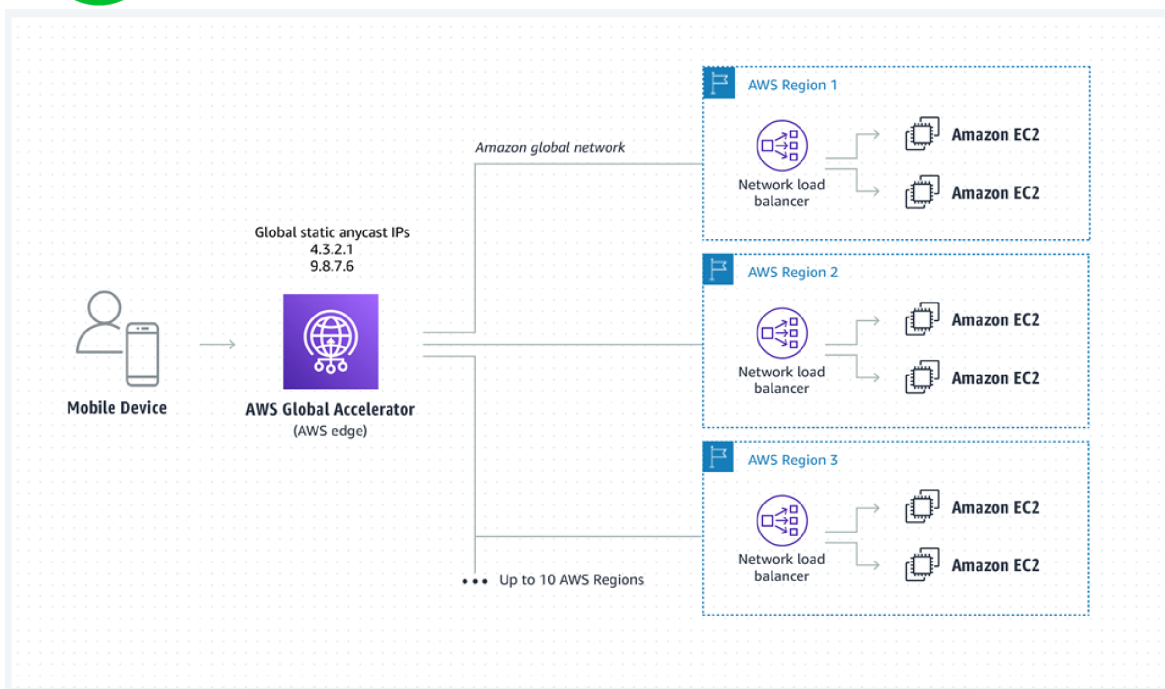 AWS Region 1
Amazon global network
Amazon EC2
Network load
balancer
Amazon EC2
Global static anycast IPs
4.3.2.1
9.8.7.6
AWS Region 2
Amazon EC2
Network load
balancer
Amazon EC2
Mobile Device
AWS Global Accelerator
(AWS edge)
AWS Region 3
Amazon EC2
Network load
balancer
Amazon EC2
••• Up to 10 AWS Regions